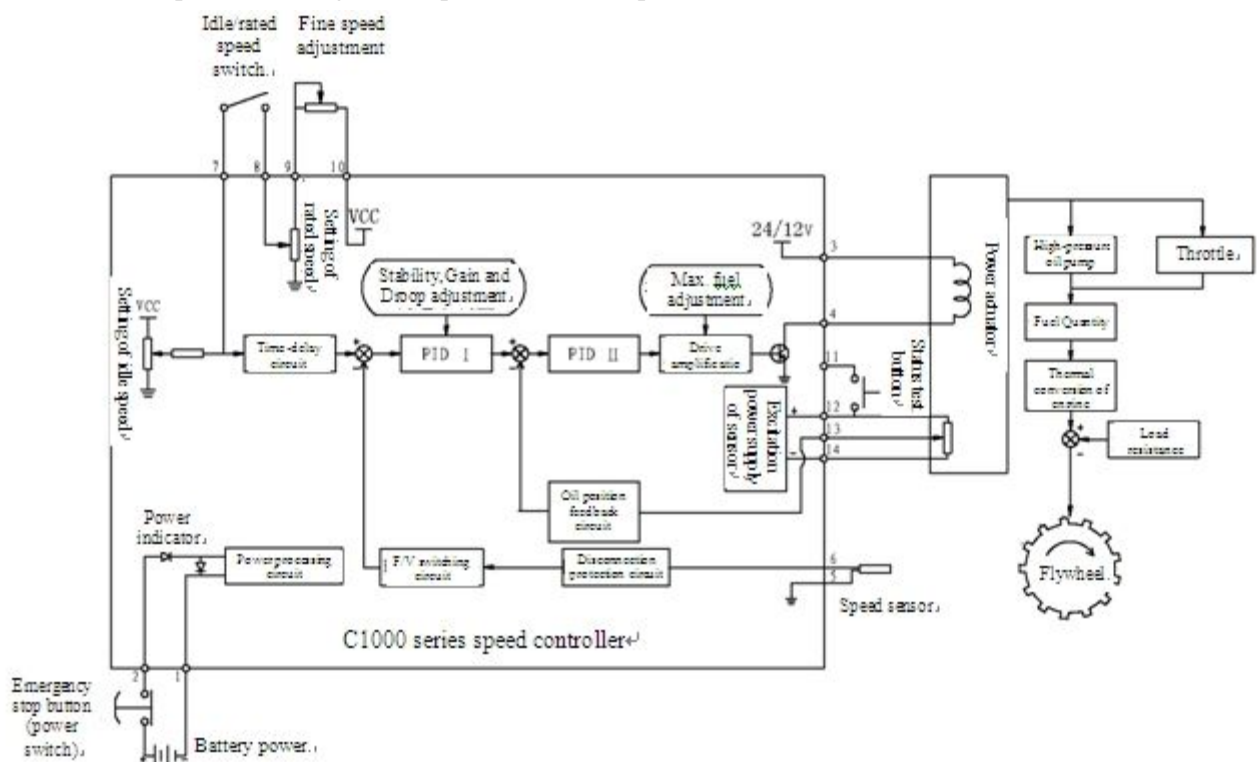 Idle/rated
speed
switch.
Fine speed
adjustment
7
8
9
10
Setting of
rated speed
VCC
24/12V
3
Stability, Gain and
Droop adjustment
Max. fuel
adjustment
Power actuator
High-pressure
oil pump
Throttle
VCC
Setting of idle speed
Time-delay
circuit
+
-
PID I
+
-
PID II
Drive
amplificatio
4
11
Status test
button
Fuel Quantity
Thermal
conversion of
engine
Excitation
power supply
of sensor
+
-
12
13
14
+
-
Load
resistance
Oil position
feedback
circuit
Power
indicator
Power processing
circuit
F/V switching
circuit
Disconnection
protection circuit
6
5
Speed sensor
Flywheel.
C1000 series speed controller
2
1
Emergency
stop button
(power
switch)
Battery power.